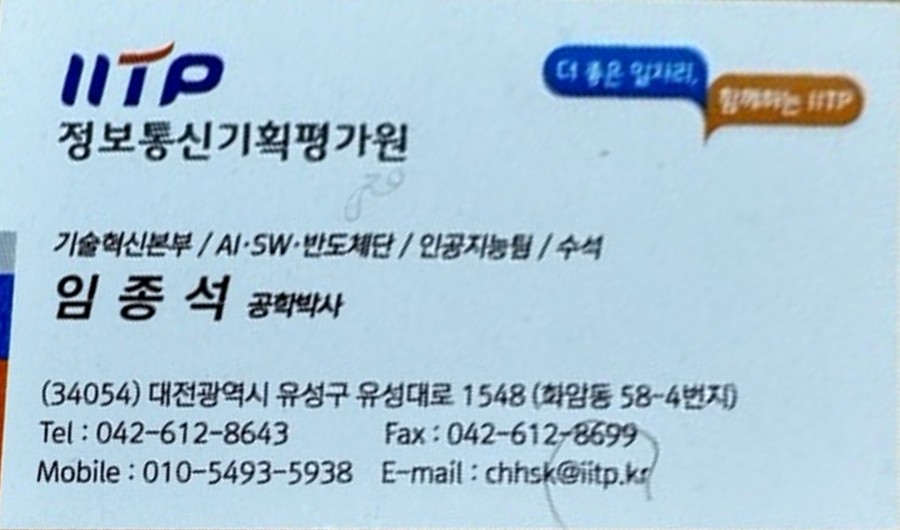 IITP
정보통신기획평가원
더 좋은 일자리,
함께하는 IITP
기술혁신본부 / AI·SW·반도체단 / 인공지능팀 / 수석
임 종 석 공학박사
(34054) 대전광역시 유성구 유성대로 1548 (화암동 58-4번지)
Tel : 042-612-8643 Fax : 042-612-8699
Mobile : 010-5493-5938 E-mail : chhsk@iitp.kr